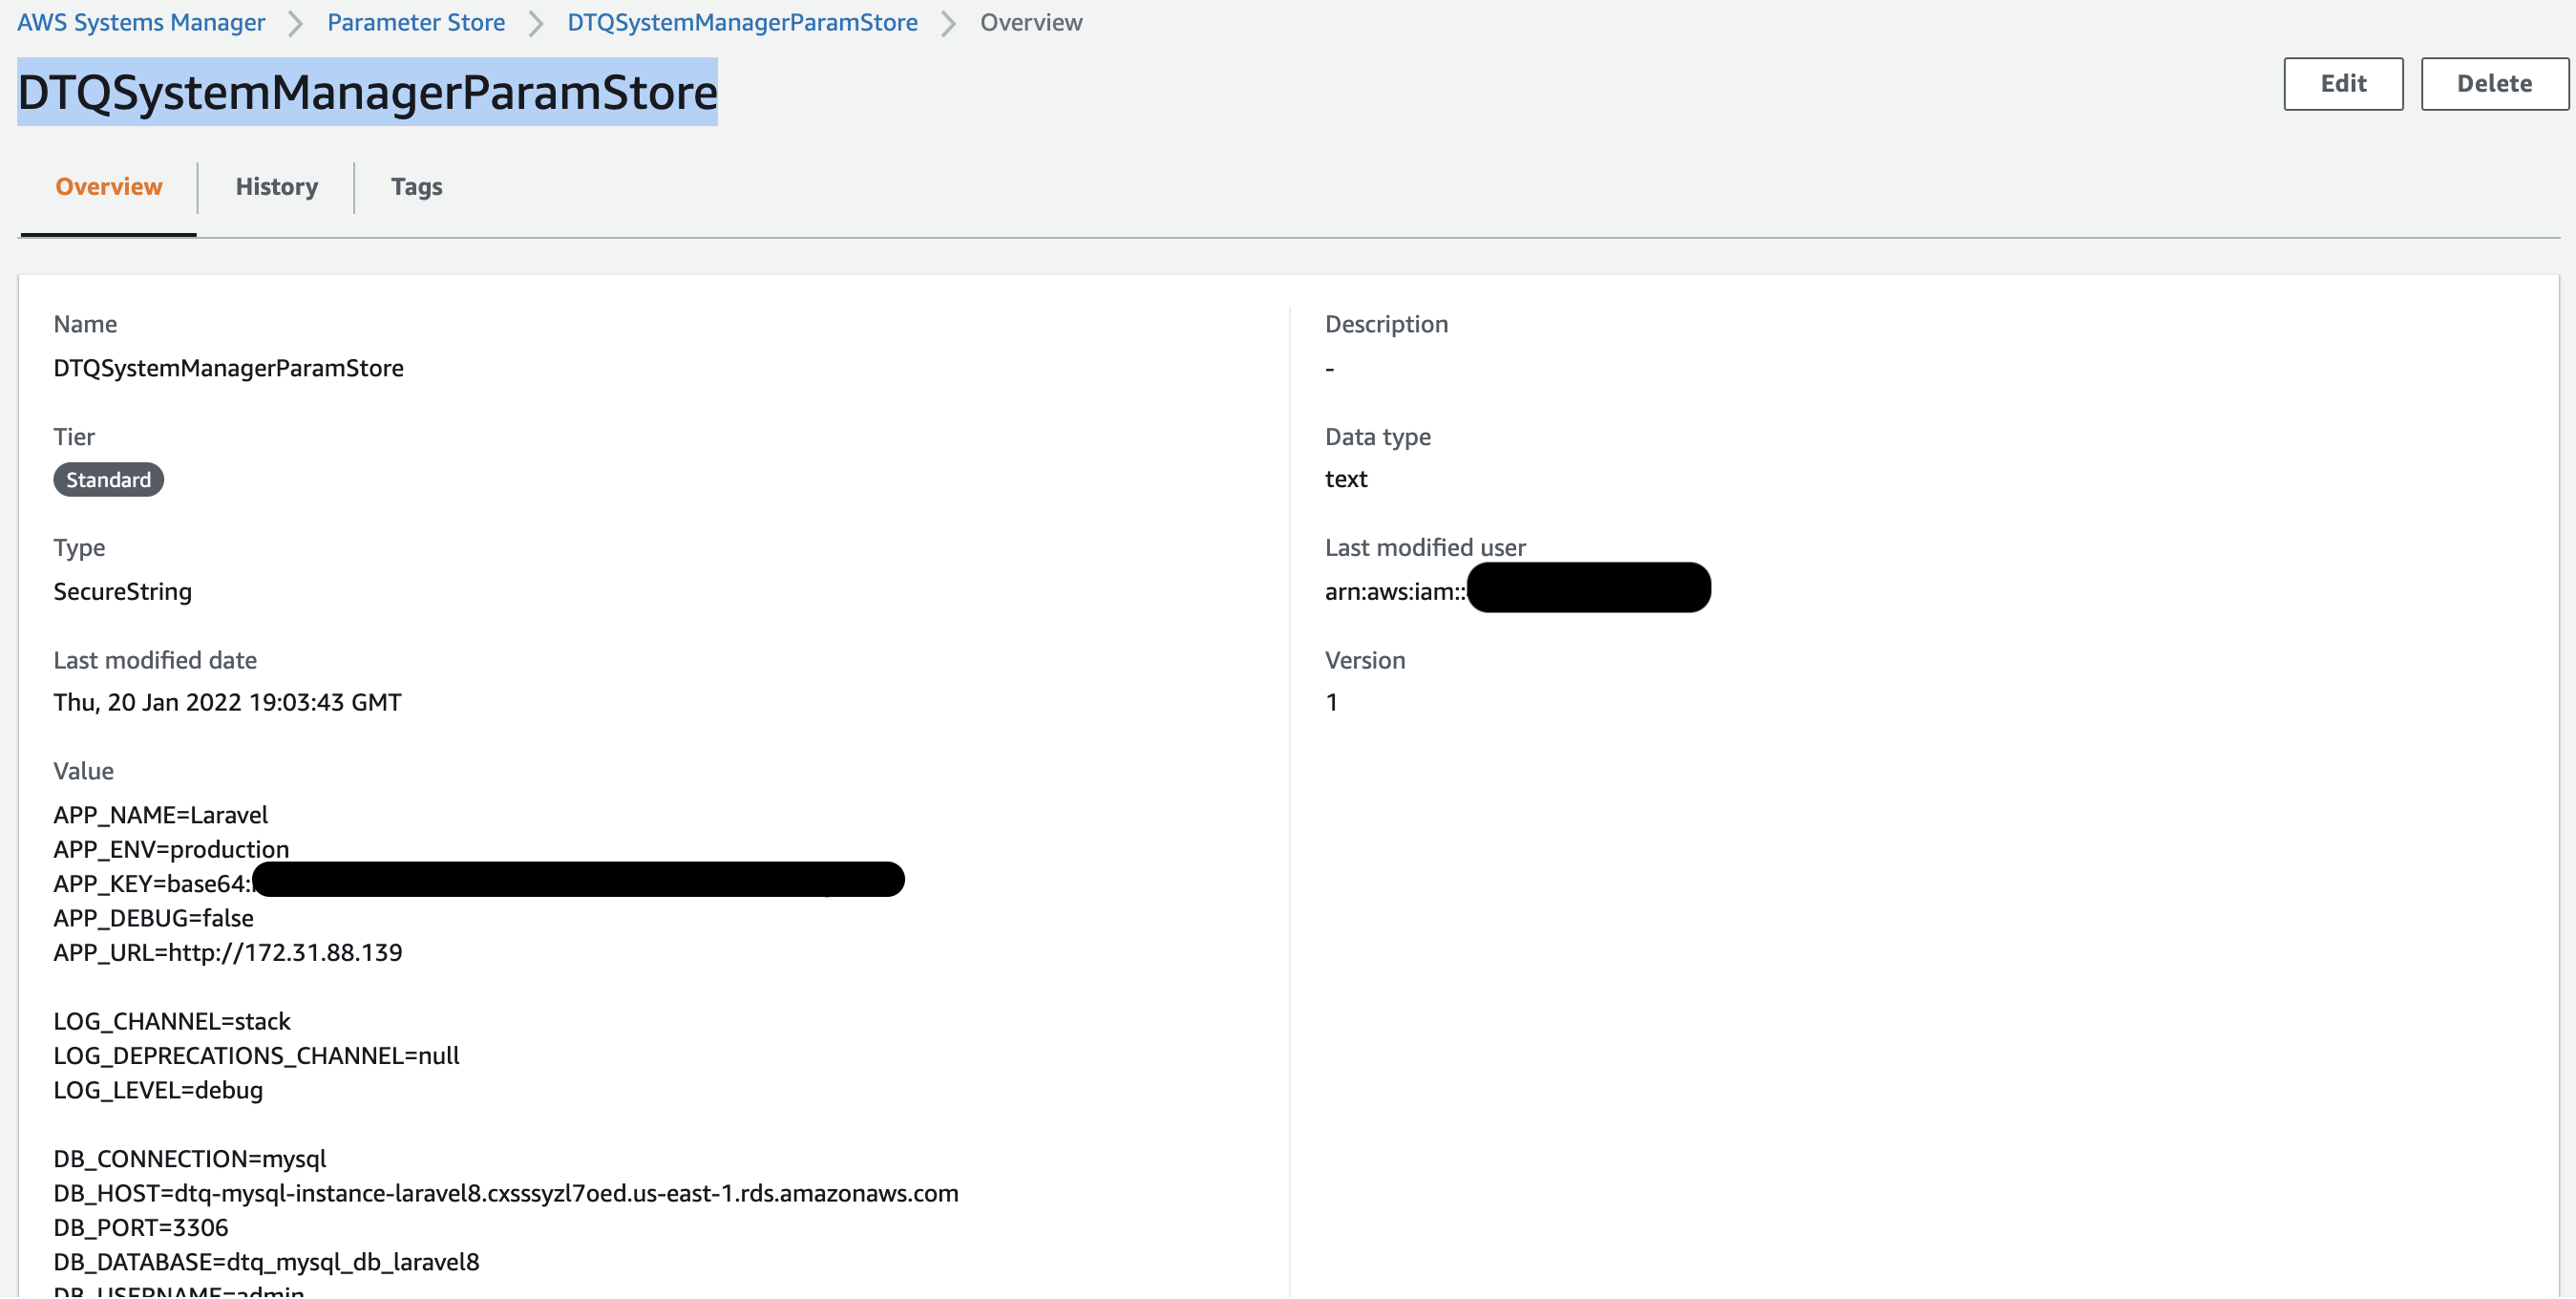 AWS Systems Manager > Parameter Store > DTQSystemManagerParamStore > Overview
DTQSystemManagerParamStore
Edit
Delete
Overview
History
Tags
Name
DTQSystemManagerParamStore
Tier
Standard
Type
SecureString
Last modified date
Thu, 20 Jan 2022 19:03:43 GMT
Value
APP_NAME=Laravel
APP_ENV=production
APP_KEY=base64:
APP_DEBUG=false
APP_URL=http://172.31.88.139
LOG_CHANNEL=stack
LOG_DEPRECATIONS_CHANNEL=null
LOG_LEVEL=debug
DB_CONNECTION=mysql
DB_HOST=dtq-mysql-instance-laravel8.cxsssyzl7oed.us-east-1.rds.amazonaws.com
DB_PORT=3306
DB_DATABASE=dtq_mysql_db_laravel8
DB_USERNAME=admin
Description
-
Data type
text
Last modified user
arn:aws:iam::
Version
1